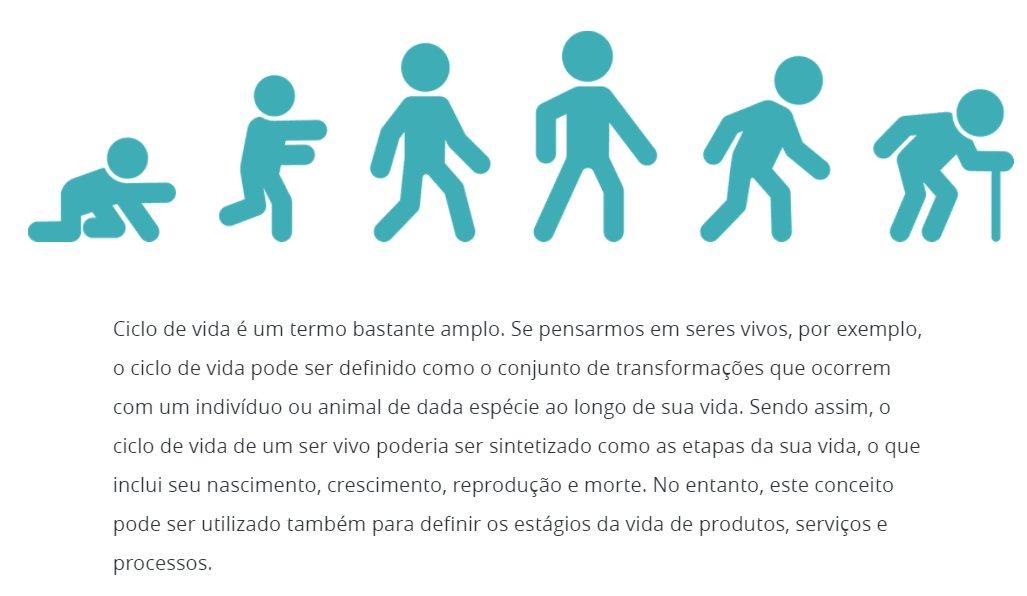 Ciclo de vida é um termo bastante amplo. Se pensarmos em seres vivos, por exemplo,
o ciclo de vida pode ser definido como o conjunto de transformações que ocorrem
com um indivíduo ou animal de dada espécie ao longo de sua vida. Sendo assim, o
ciclo de vida de um ser vivo poderia ser sintetizado como as etapas da sua vida, o que
inclui seu nascimento, crescimento, reprodução e morte. No entanto, este conceito
pode ser utilizado também para definir os estágios da vida de produtos, serviços e
processos.